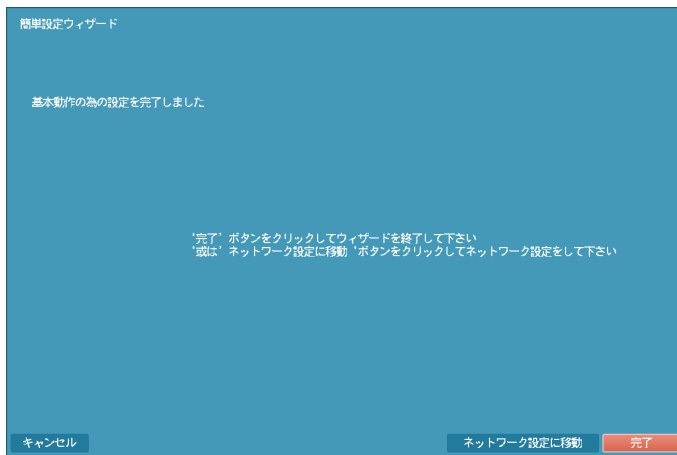 簡単設定ウィザード
基本動作の為の設定を完了しました
'完了' ボタンをクリックしてウィザードを終了して下さい
'或は' ネットワーク設定に移動 'ボタンをクリックしてネットワーク設定をして下さい
キャンセル
ネットワーク設定に移動
完了